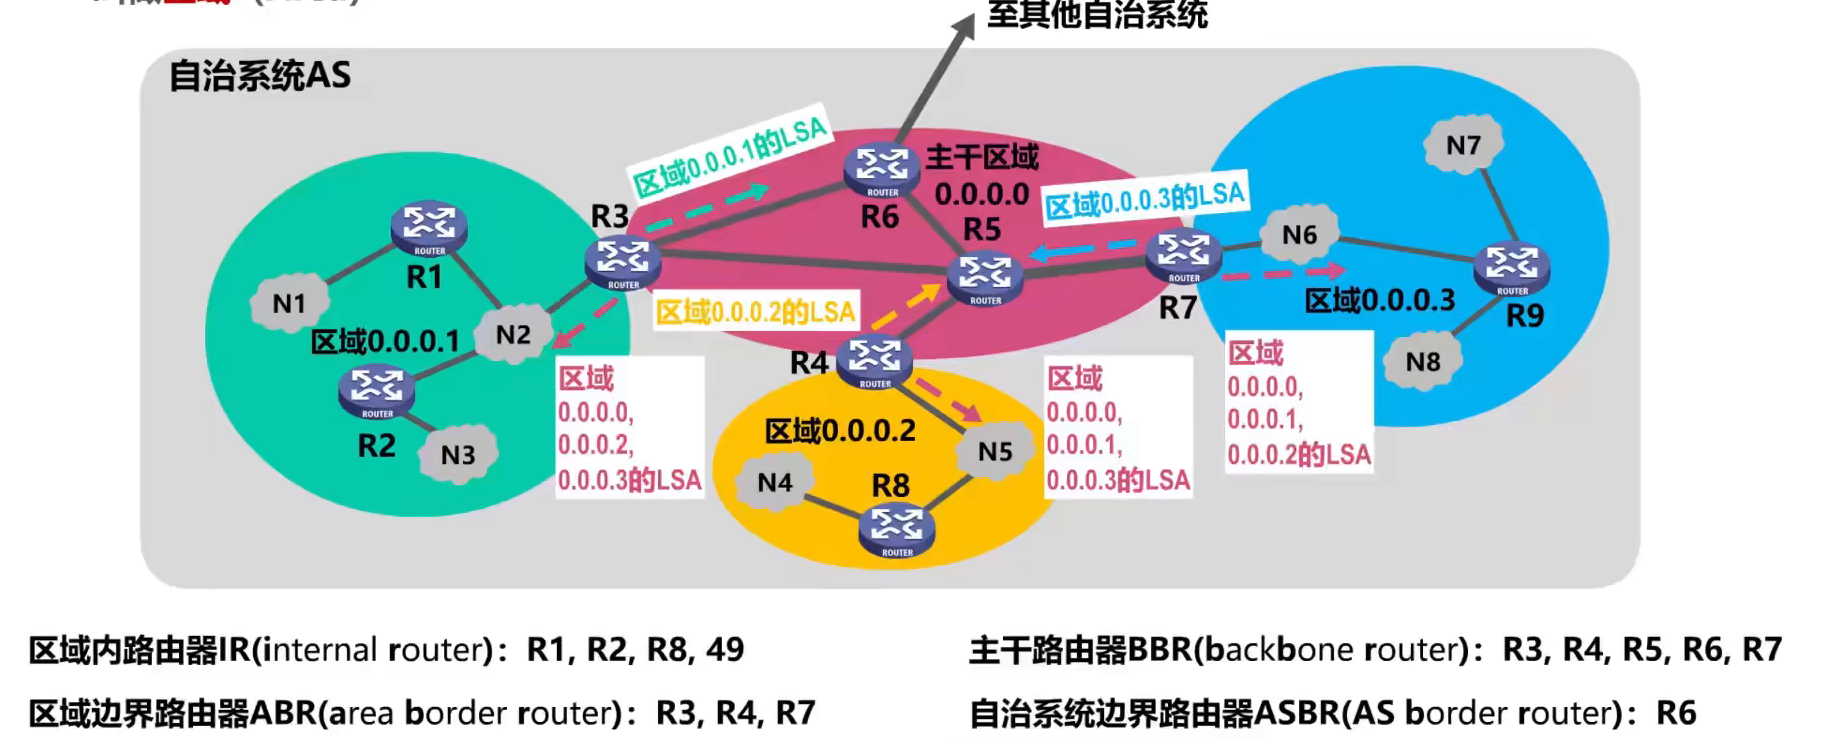 区域
至其他自治系统
自治系统AS
区域0.0.0.1的LSA
主干区域
0.0.0.0
区域0.0.0.3的LSA
N7
ROUTER
R6
R5
R3
ROUTER
R1
N1
ROUTER
N6
ROUTER
R7
ROUTER
R9
区域0.0.0.3
N8
区域0.0.0.2的LSA
ROUTER
区域0.0.0.1
N2
ROUTER
R2
N3
R4
ROUTER
区域
0.0.0.0,
0.0.0.2,
0.0.0.3的LSA
区域0.0.0.2
N5
N4
R8
ROUTER
区域
0.0.0.0,
0.0.0.1,
0.0.0.3的LSA
区域
0.0.0.0,
0.0.0.1,
0.0.0.2的LSA
区域内路由器IR(internal router)：R1, R2, R8, 49
主干路由器BBR(backbone router)：R3, R4, R5, R6, R7
区域边界路由器ABR(area border router)：R3, R4, R7
自治系统边界路由器ASBR(AS border router)：R6